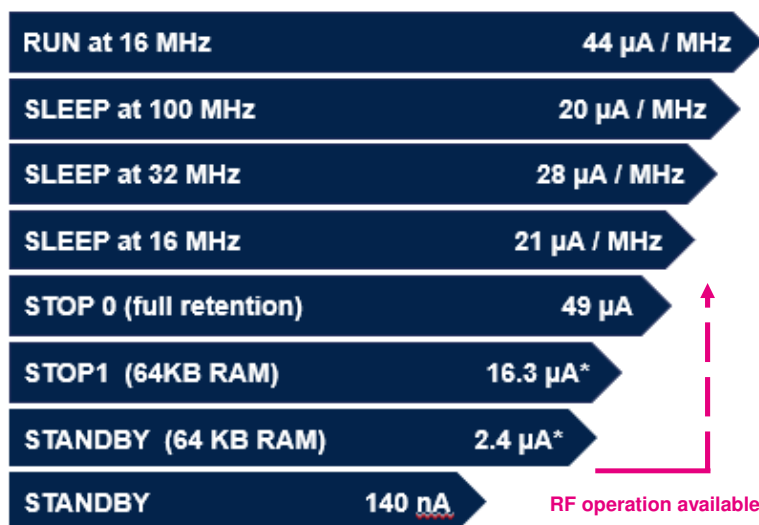 RUN at 16 MHz 44 µA / MHz
SLEEP at 100 MHz 20 µA / MHz
SLEEP at 32 MHz 28 µA / MHz
SLEEP at 16 MHz 21 µA / MHz
STOP 0 (full retention) 49 µA
STOP1 (64KB RAM) 16.3 µA*
STANDBY (64 KB RAM) 2.4 µA*
STANDBY 140 nA
RF operation available